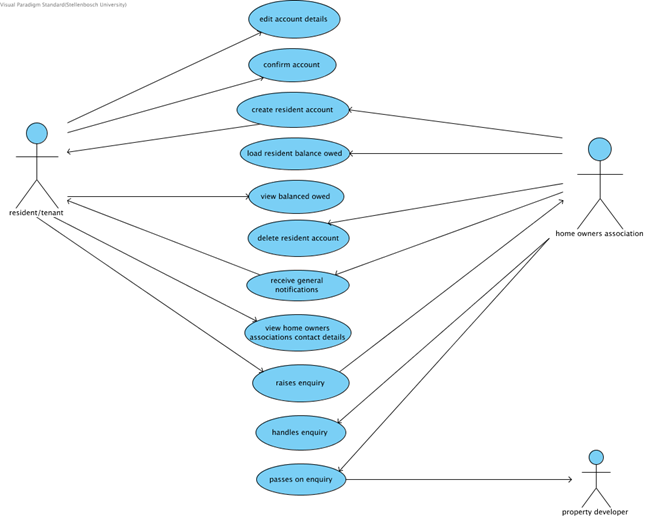 Visual Paradigm Standard(Stellenbosch University)
edit account details
confirm account
create resident account
load resident balance owed
resident/tenant
view balanced owed
home owners association
delete resident account
receive general
notifications
view home owners
associations contact details
raises enquiry
handles enquiry
passes on enquiry
property developer